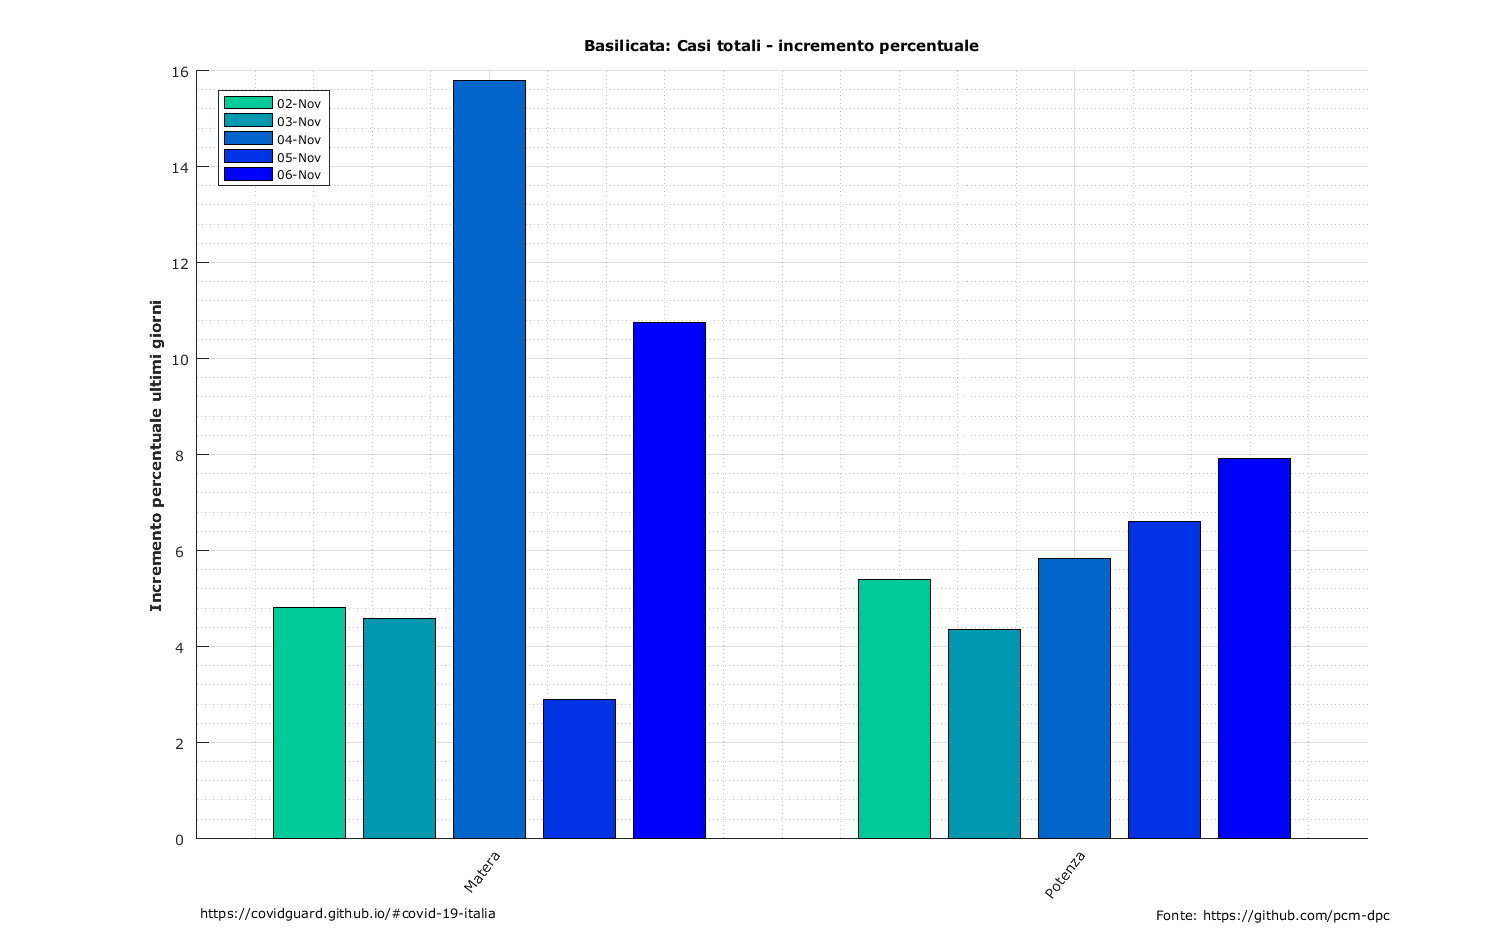 Basilicata: Casi totali - incremento percentuale
16
14
12
10
8
6
4
2
0
Incremento percentuale ultimi giorni
02-Nov
03-Nov
04-Nov
05-Nov
06-Nov
Matera
Potenza
https://covidguard.github.io/#covid-19-italia
Fonte: https://github.com/pcm-dpc